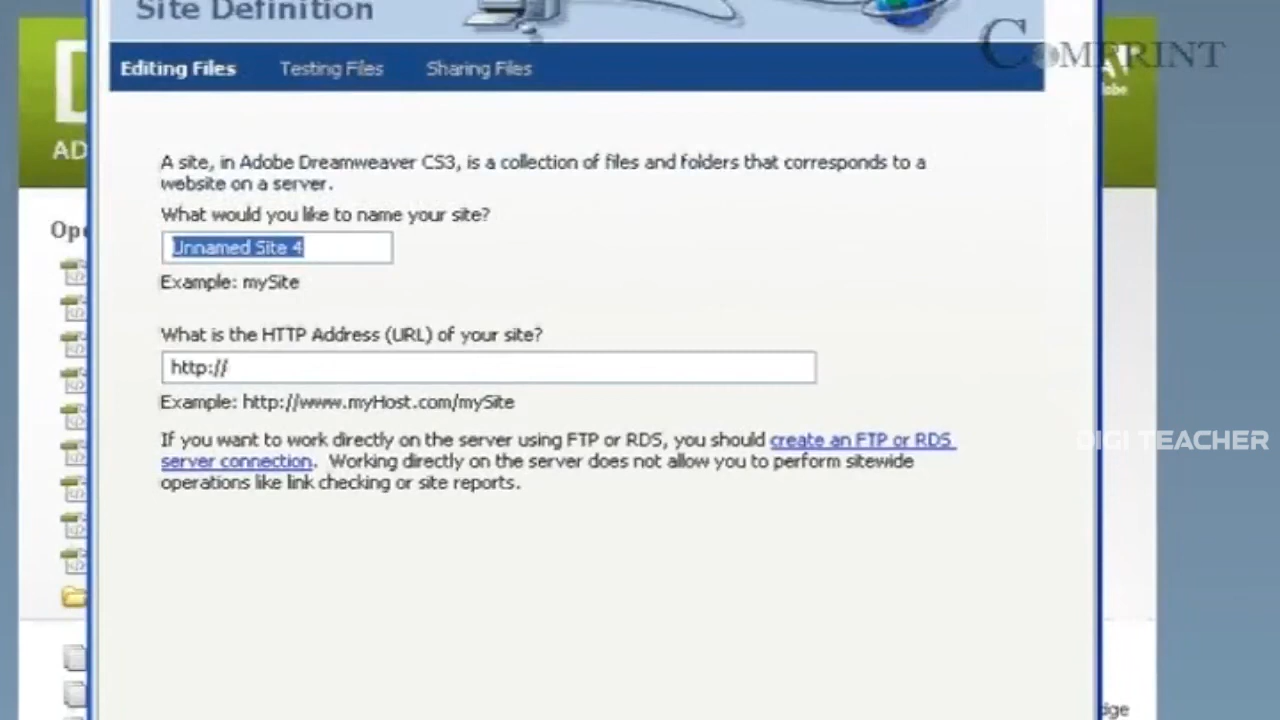 Site Definition
COMPRINT
Editing Files Testing Files Sharing Files
AD
A site, in Adobe Dreamweaver CS3, is a collection of files and folders that corresponds to a
website on a server.
What would you like to name your site?
Unnamed Site 4
Example: mySite
What is the HTTP Address (URL) of your site?
http://
Example: http://www.myHost.com/mySite
If you want to work directly on the server using FTP or RDS, you should create an FTP or RDS
server connection. Working directly on the server does not allow you to perform sitewide
operations like link checking or site reports.
DIGI TEACHER